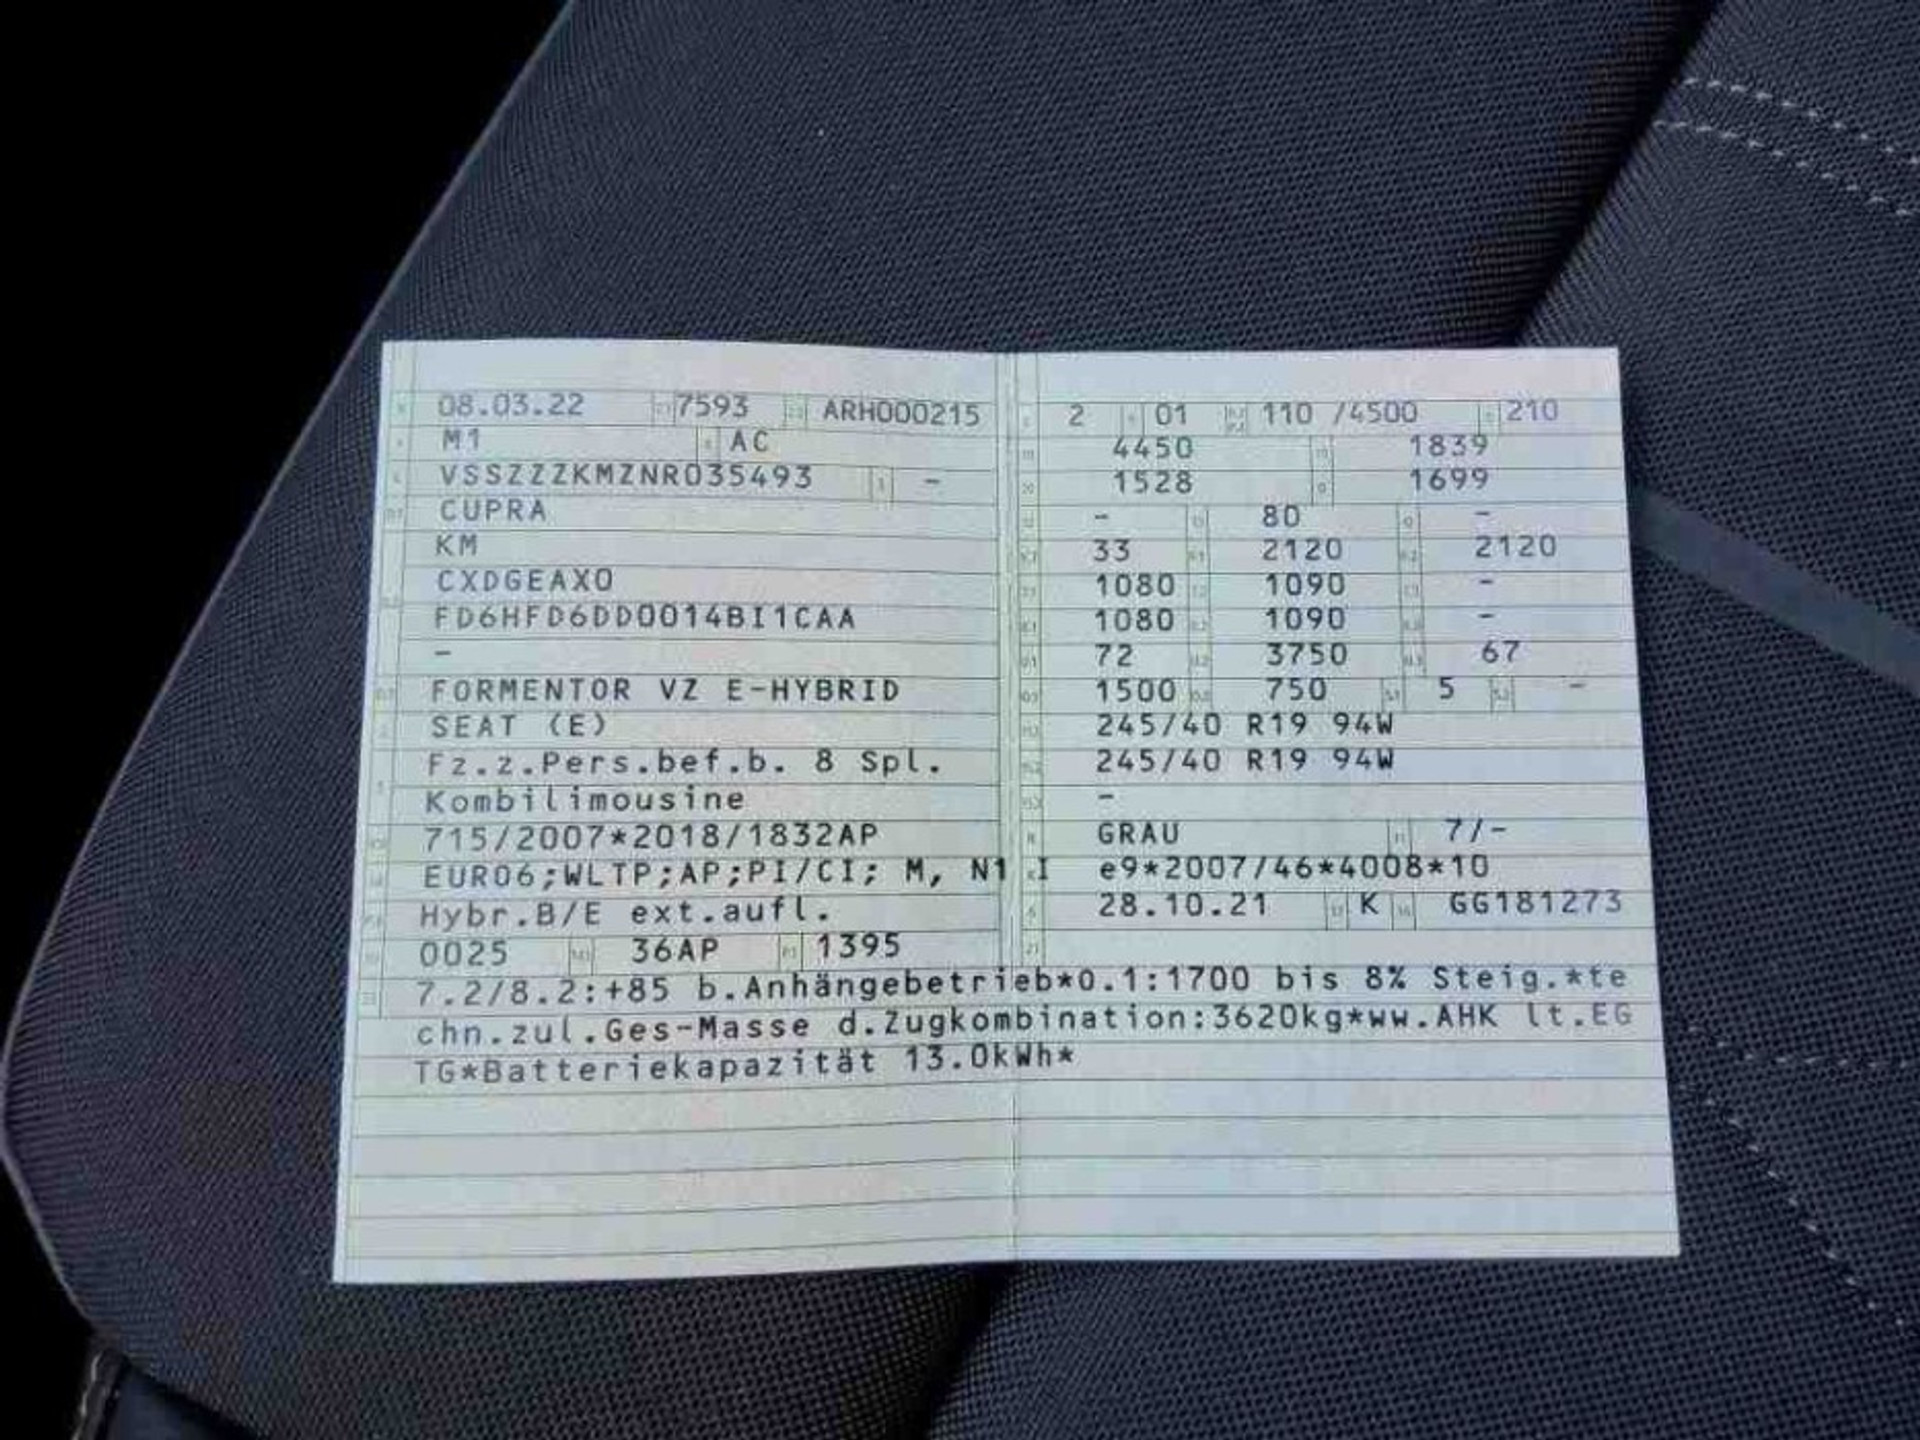 08.03.22 7593 ARH000215
M1 AC
VSSZZZKMZNR035493 -
CUPRA
KM
CXDGEAX0
FD6HFD6DD0014BI1CAA
-
FORMENTOR VZ E-HYBRID
SEAT (E)
Fz.z.Pers.bef.b. 8 Spl.
Kombilimousine
715/2007*2018/1832AP
EURO6;WLTP;AP;PI/CI; M, N1 I
Hybr.B/E ext.aufl.
0025 36AP 1395
2 01 110 /4500 210
4450 1839
1528 1699
- 80 -
33 2120 2120
1080 1090 -
1080 1090 -
72 3750 67
1500 750 5 -
245/40 R19 94W
245/40 R19 94W
-
GRAU 7/-
e9*2007/46*4008*10
28.10.21 K GG181273
7.2/8.2:+85 b.Anhängebetrieb*0.1:1700 bis 8% Steig.*te
chn.zul.Ges-Masse d.Zugkombination:3620kg*ww.AHK lt.EG
TG*Batteriekapazität 13.0kWh*